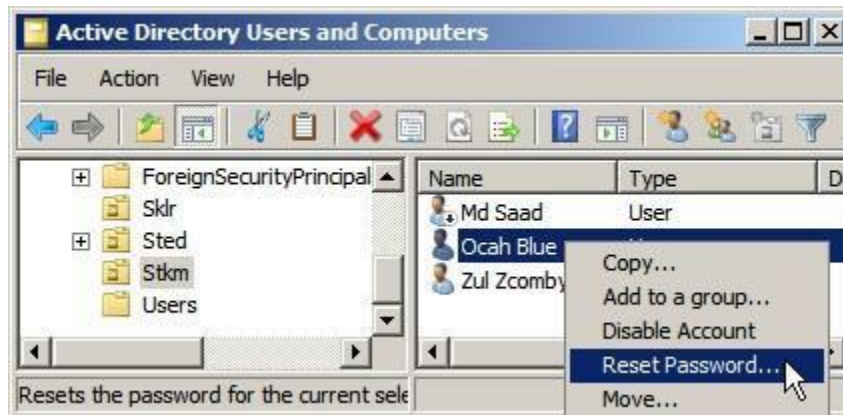 Active Directory Users and Computers
File Action View Help
ForeignSecurityPrincipal
Sklr
Sted
Stkm
Users
Name Type D
Md Saad User
Ocah Blue
Zul Zcomby
Copy...
Add to a group...
Disable Account
Reset Password...
Move...
Resets the password for the current sele